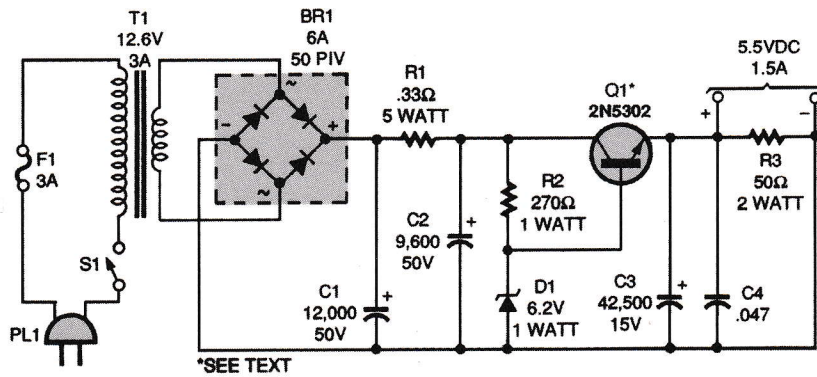 T1
12.6V
3A
BR1
6A
50 PIV
R1
.33Ω
5 WATT
Q1*
2N5302
5.5VDC
1.5A
F1
3A
~
-
+
~
+
-
R2
270Ω
1 WATT
R3
50Ω
2 WATT
C2
9,600
50V
+
S1
C1
12,000
50V
+
D1
6.2V
1 WATT
C3
42,500
15V
+
C4
.047
PL1
*SEE TEXT